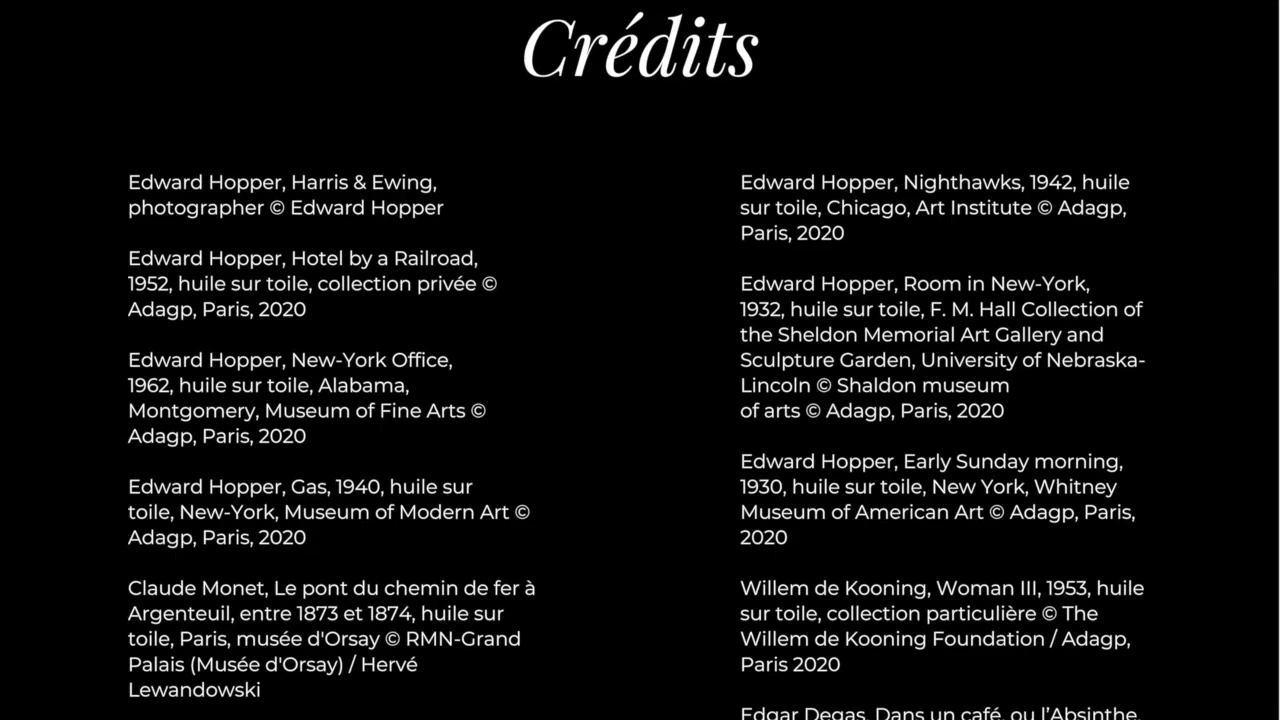 Crédits
Edward Hopper, Harris & Ewing,
photographer © Edward Hopper
Edward Hopper, Hotel by a Railroad,
1952, huile sur toile, collection privée ©
Adagp, Paris, 2020
Edward Hopper, New-York Office,
1962, huile sur toile, Alabama,
Montgomery, Museum of Fine Arts ©
Adagp, Paris, 2020
Edward Hopper, Gas, 1940, huile sur
toile, New-York, Museum of Modern Art ©
Adagp, Paris, 2020
Claude Monet, Le pont du chemin de fer à
Argenteuil, entre 1873 et 1874, huile sur
toile, Paris, musée d'Orsay © RMN-Grand
Palais (Musée d'Orsay) / Hervé
Lewandowski
Edward Hopper, Nighthawks, 1942, huile
sur toile, Chicago, Art Institute © Adagp,
Paris, 2020
Edward Hopper, Room in New-York,
1932, huile sur toile, F. M. Hall Collection of
the Sheldon Memorial Art Gallery and
Sculpture Garden, University of Nebraska-
Lincoln © Shaldon museum
of arts © Adagp, Paris, 2020
Edward Hopper, Early Sunday morning,
1930, huile sur toile, New York, Whitney
Museum of American Art © Adagp, Paris,
2020
Willem de Kooning, Woman III, 1953, huile
sur toile, collection particulière © The
Willem de Kooning Foundation / Adagp,
Paris 2020
Edgar Degas, Dans un café, ou l’Absinthe,